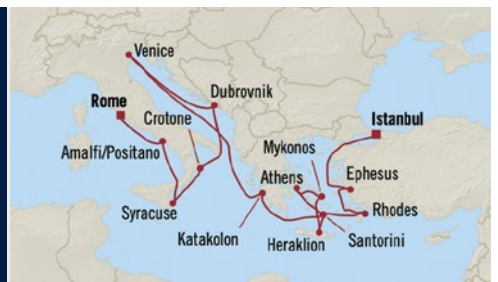 Venice
Rome
Dubrovnik
Crotone
Istanbul
Mykonos
Amalfi/Positano
Athens
Ephesus
Syracuse
Rhodes
Katakolon
Santorini
Heraklion